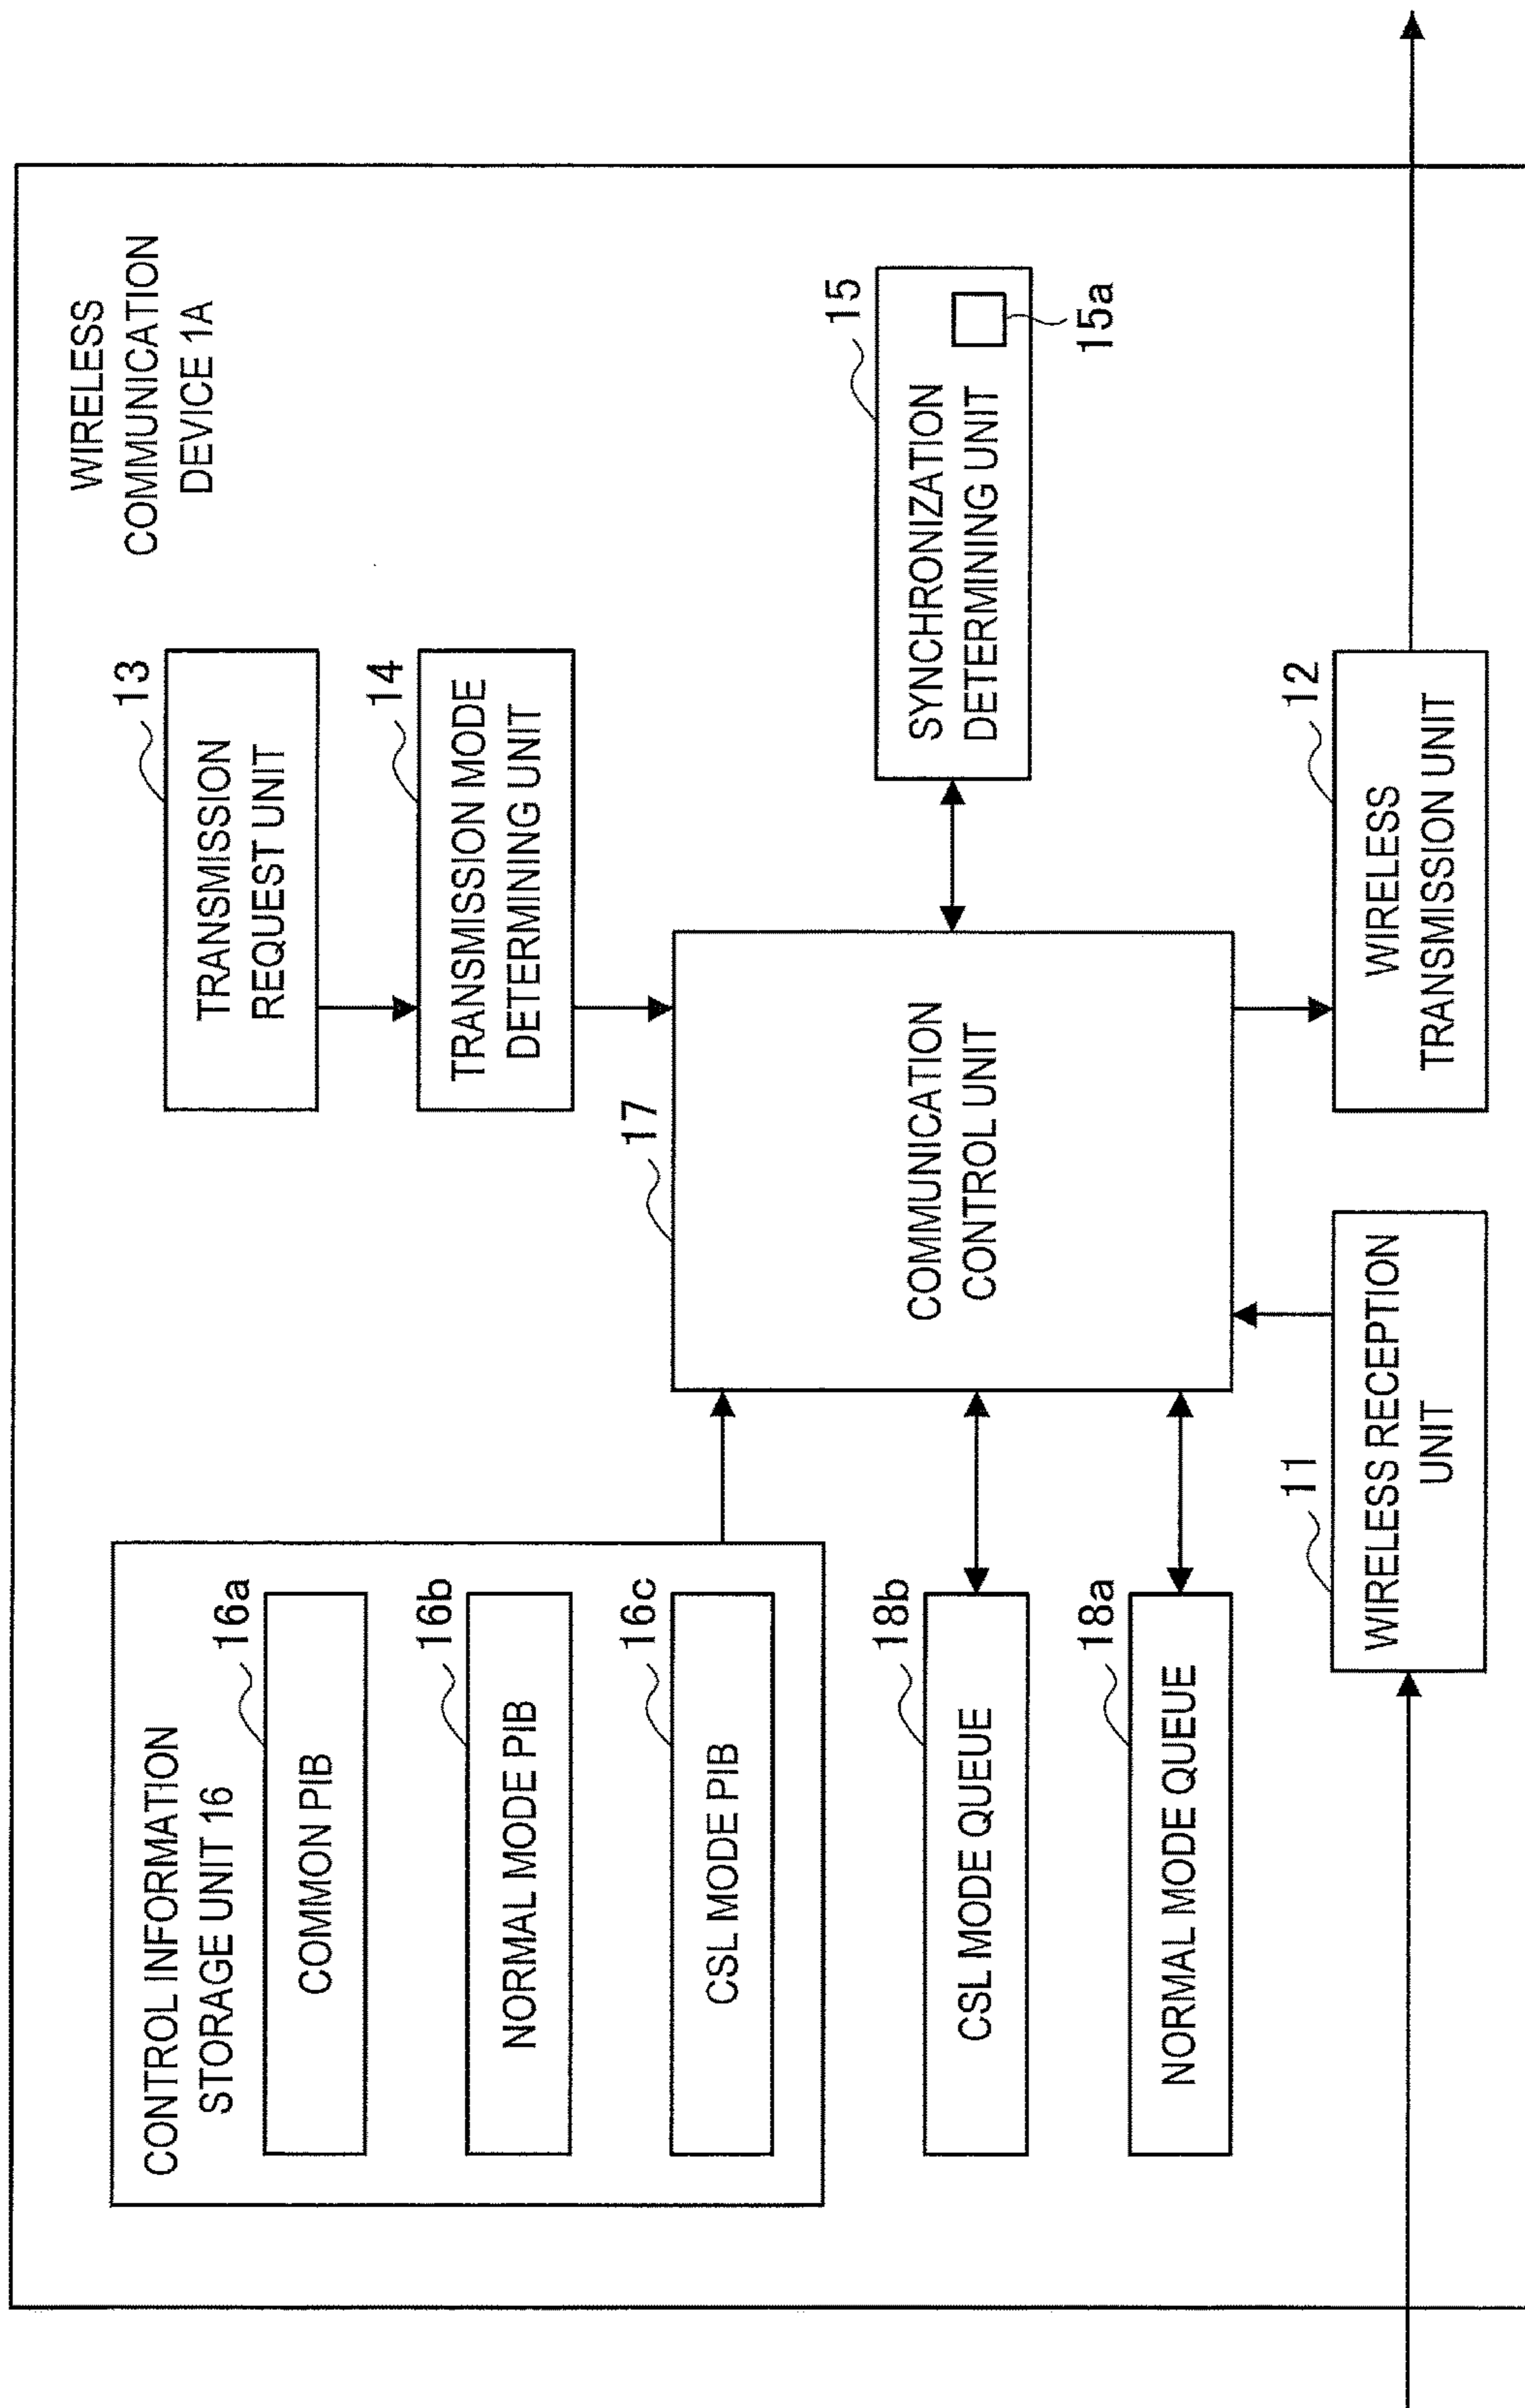 WIRELESS
COMMUNICATION
DEVICE 1A
CONTROL INFORMATION
STORAGE UNIT 16
16a
COMMON PIB
16b
NORMAL MODE PIB
16c
CSL MODE PIB
18b
CSL MODE QUEUE
18a
NORMAL MODE QUEUE
13
TRANSMISSION
REQUEST UNIT
14
TRANSMISSION MODE
DETERMINING UNIT
17
COMMUNICATION
CONTROL UNIT
15
SYNCHRONIZATION
DETERMINING UNIT
15a
11
WIRELESS RECEPTION
UNIT
12
WIRELESS
TRANSMISSION UNIT